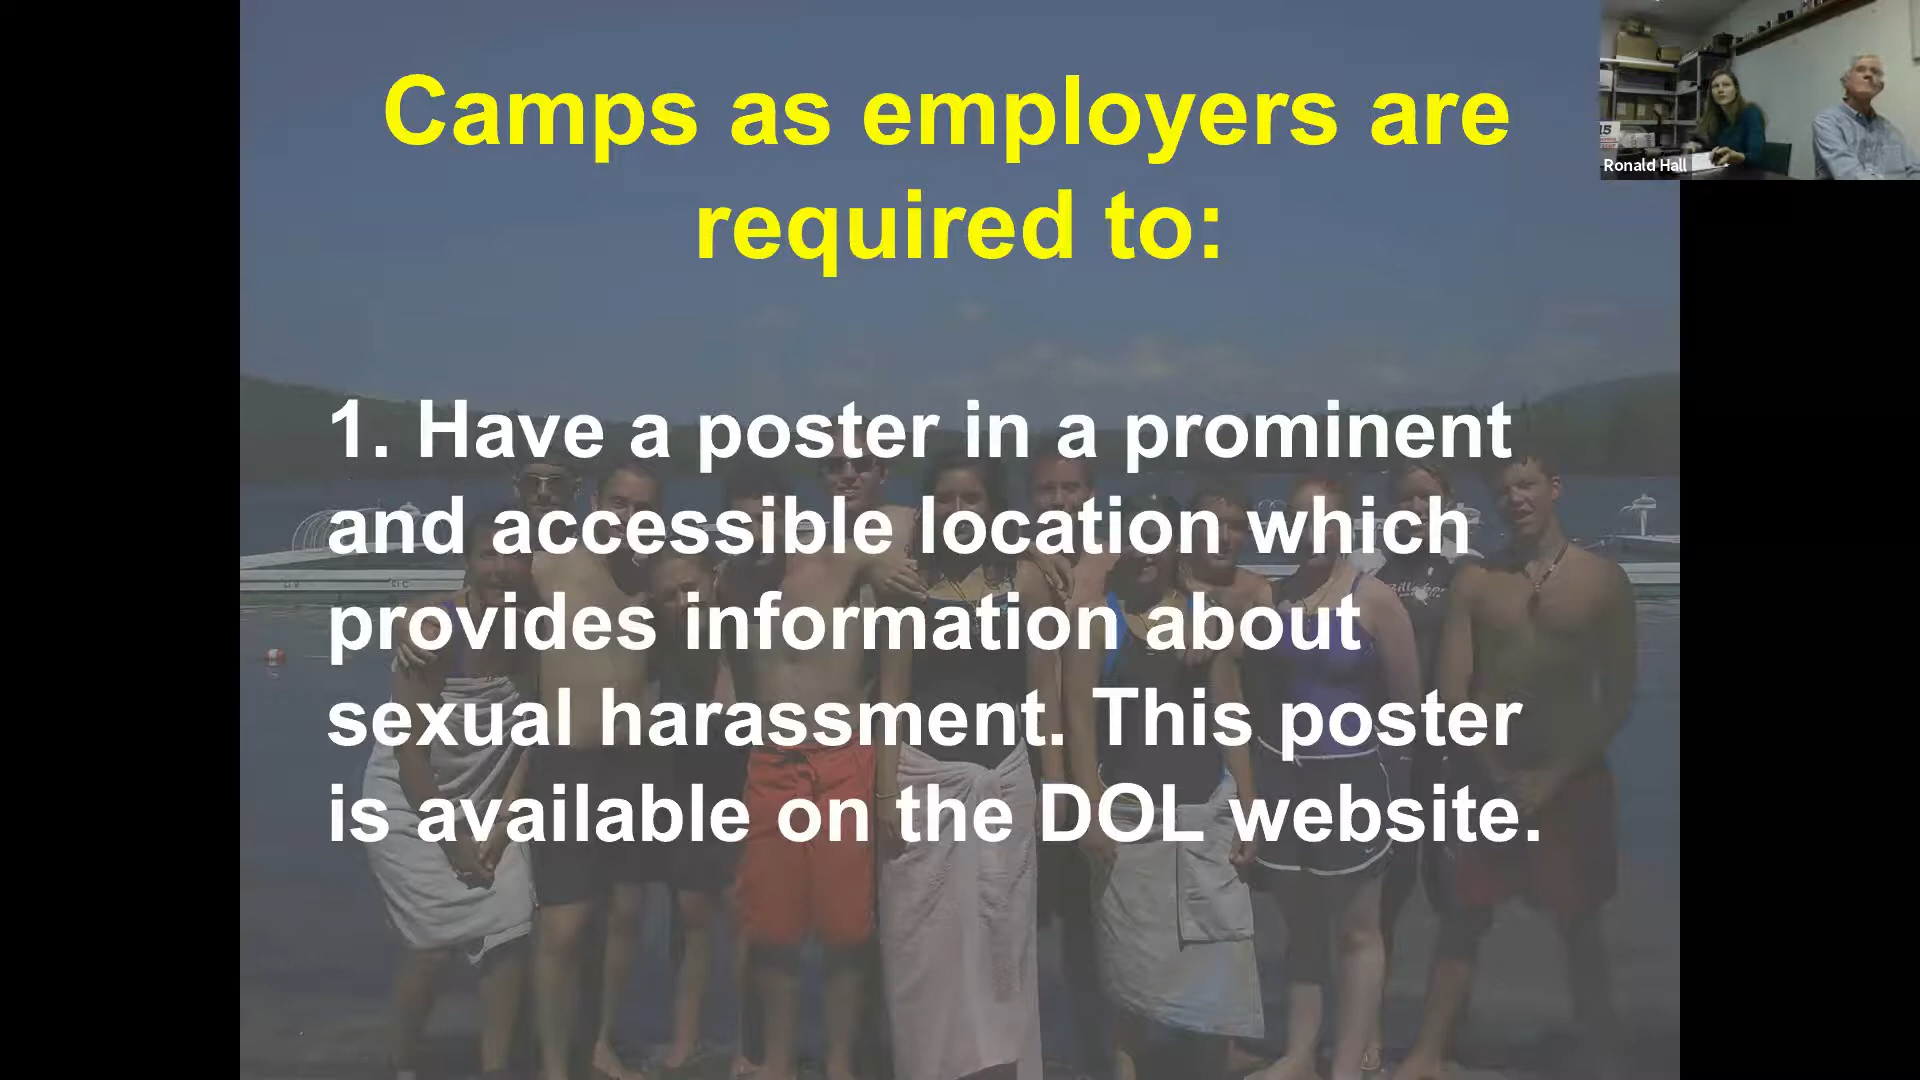 Camps as employers are
required to:
1. Have a poster in a prominent
and accessible location which
provides information about
sexual harassment. This poster
is available on the DOL website.
Ronald Hall
15